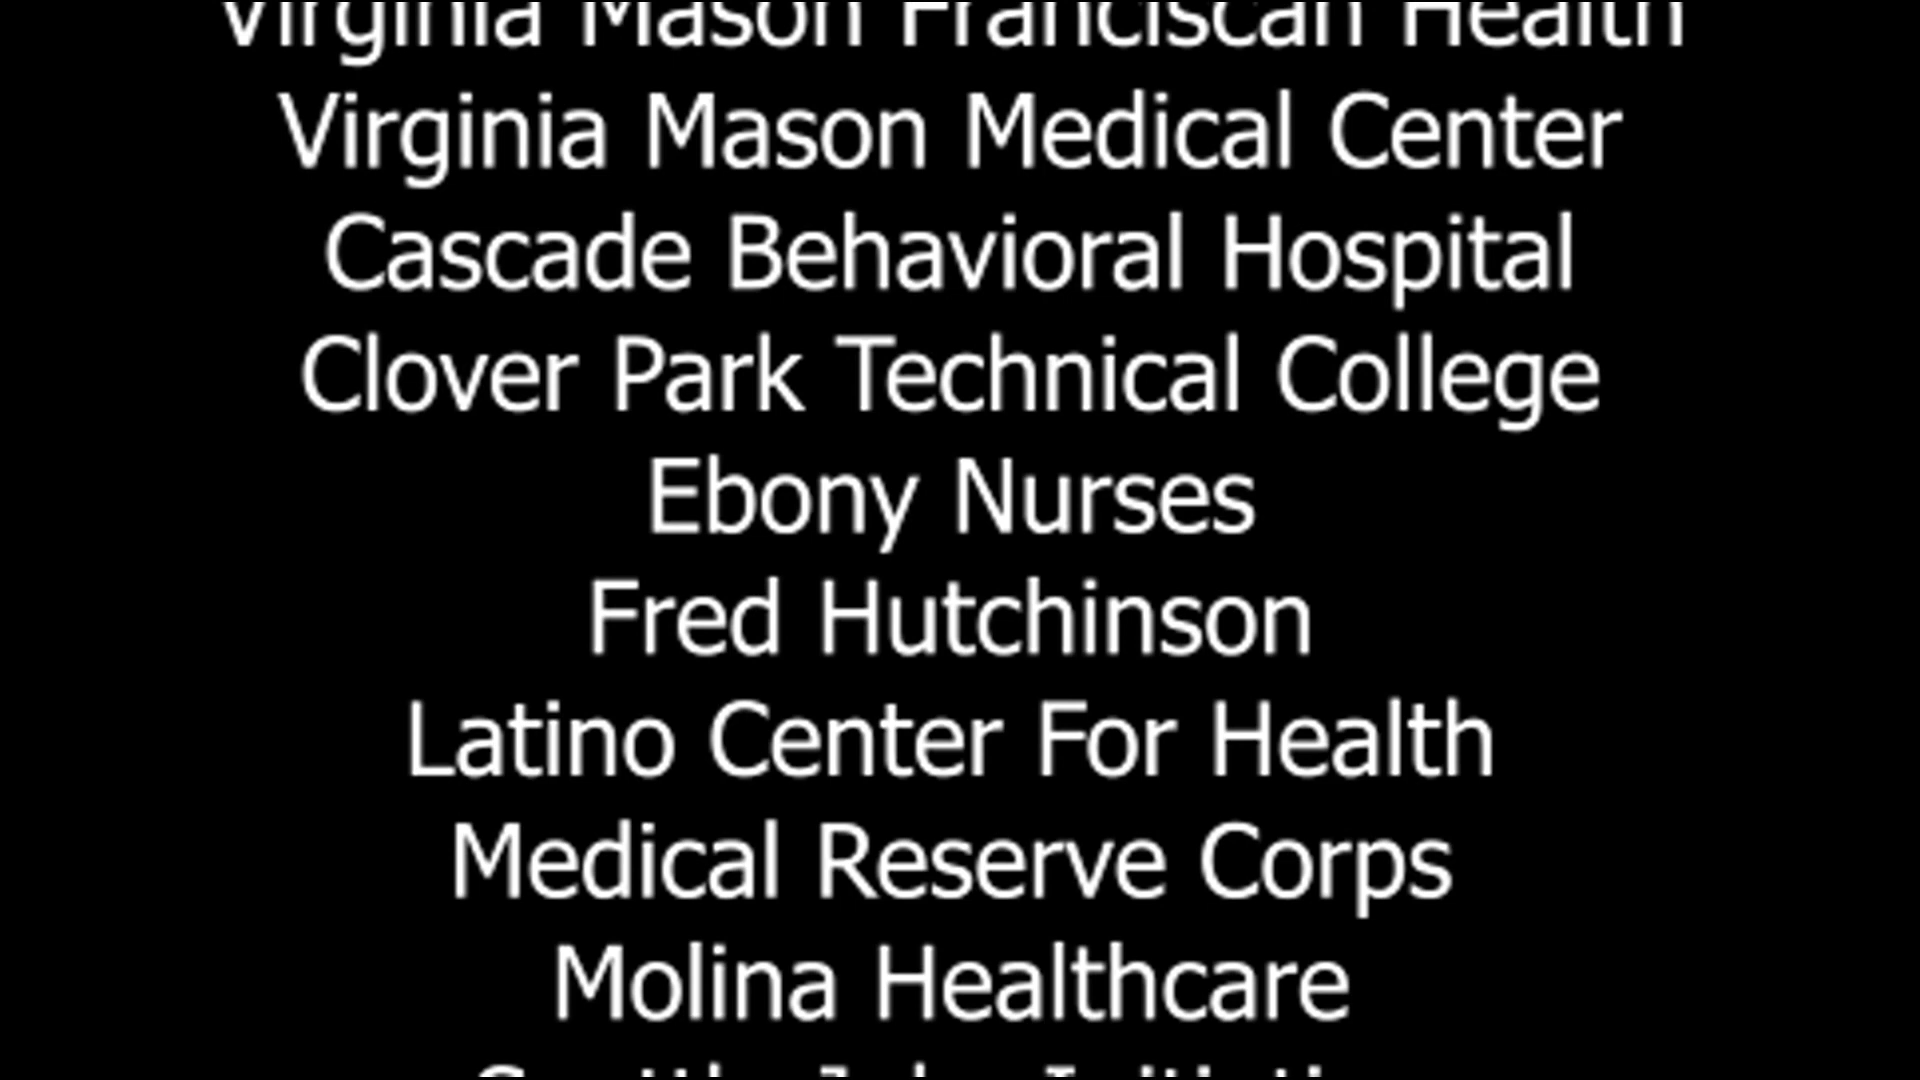 Virginia Mason Franciscan Health
Virginia Mason Medical Center
Cascade Behavioral Hospital
Clover Park Technical College
Ebony Nurses
Fred Hutchinson
Latino Center For Health
Medical Reserve Corps
Molina Healthcare